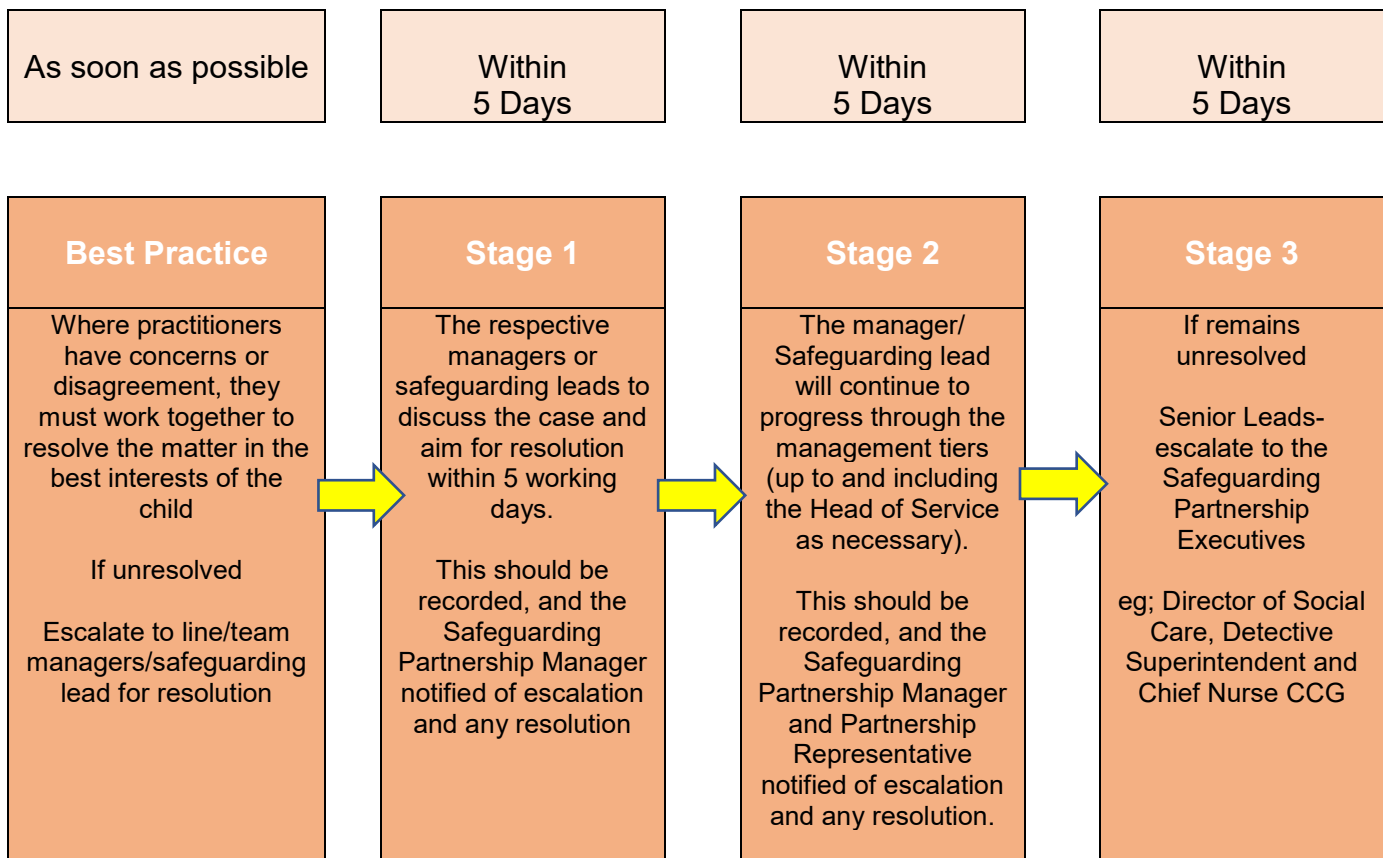 As soon as possible
Within
5 Days
Within
5 Days
Within
5 Days
Best Practice
Where practitioners
have concerns or
disagreement, they
must work together to
resolve the matter in the
best interests of the
child
If unresolved
Escalate to line/team
managers/safeguarding
lead for resolution
Stage 1
The respective
managers or
safeguarding leads to
discuss the case and
aim for resolution
within 5 working
days.
This should be
recorded, and the
Safeguarding
Partnership Manager
notified of escalation
and any resolution
Stage 2
The manager/
Safeguarding lead
will continue to
progress through the
management tiers
(up to and including
the Head of Service
as necessary).
This should be
recorded, and the
Safeguarding
Partnership Manager
and Partnership
Representative
notified of escalation
and any resolution.
Stage 3
If remains
unresolved
Senior Leads-
escalate to the
Safeguarding
Partnership
Executives
eg; Director of Social
Care, Detective
Superintendent and
Chief Nurse CCG